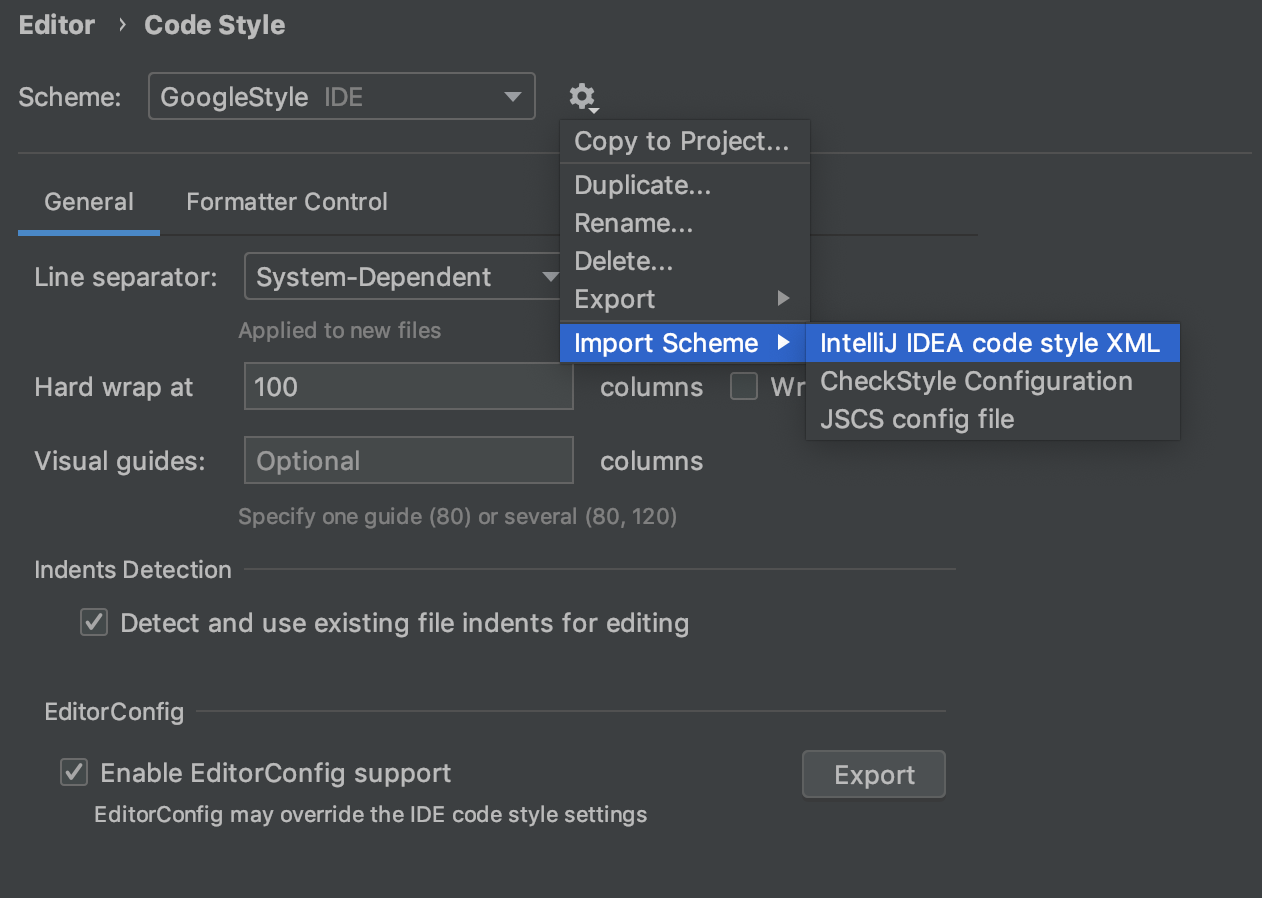 Editor › Code Style
Scheme: GoogleStyle IDE
Copy to Project...
Duplicate...
Rename...
Delete...
Export
Import Scheme
IntelliJ IDEA code style XML
CheckStyle Configuration
JSCS config file
General Formatter Control
Line separator: System-Dependent
Applied to new files
Hard wrap at 100 columns
Visual guides: Optional columns
Specify one guide (80) or several (80, 120)
Indents Detection
Detect and use existing file indents for editing
EditorConfig
Enable EditorConfig support Export
EditorConfig may override the IDE code style settings